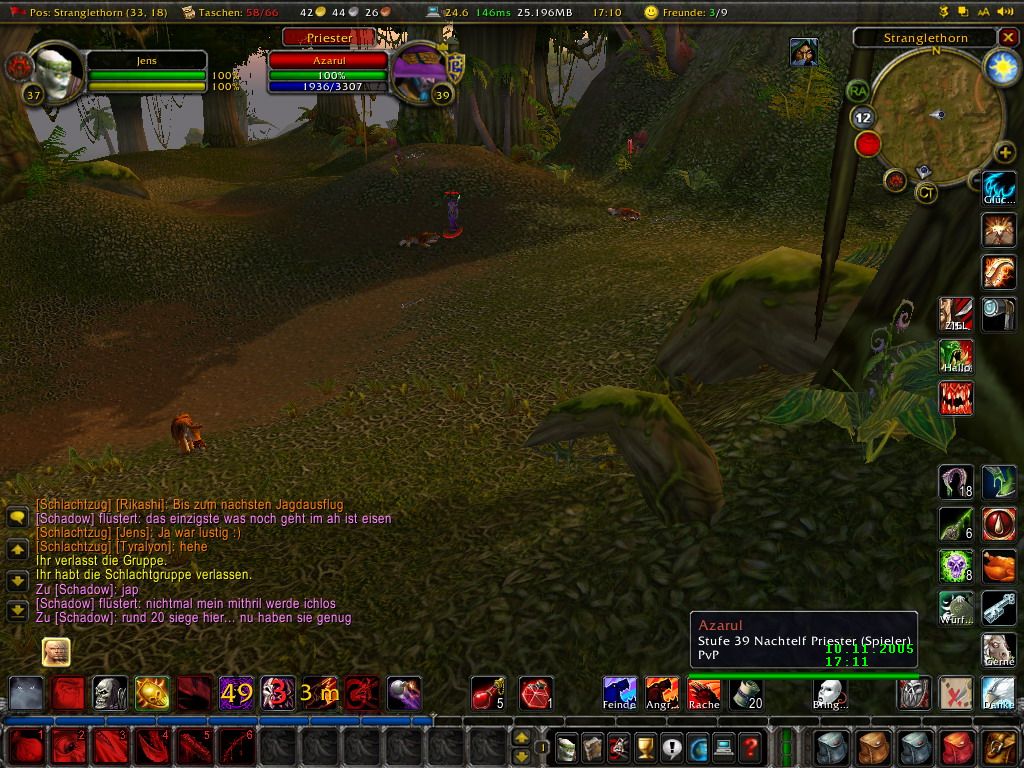 Pos: Stranglethorn (33, 18) Taschen: 58/66 42 44 26 24.6 146ms 25.196MB 17:10 Freunde: 3/9
Priester
Stranglethorn
Jens
Azarul
N
100%
100%
100%
1936/3307
37
39
RA
12
CT
Hallo
18
6
8
Würf...
Gerne
[Schlachtzug] [Rikashi]: Bis zum nächsten Jagdausflug
[Schadow] flüstert: das einzigste was noch geht im ah ist eisen
[Schlachtzug] [Jens]: Ja war lustig :)
[Schlachtzug] [Tyralyon]: hehe
Ihr verlasst die Gruppe.
Ihr habt die Schlachtgruppe verlassen.
Zu [Schadow]: jap
[Schadow] flüstert: nichtmal mein mithril werde ichlos
Zu [Schadow]: rund 20 siege hier... nu haben sie genug
Azarul
Stufe 39 Nachtelf Priester (Spieler)
PvP
10.11.2005
17:11
49 3 3 m 2 5 1 Feinde Angr... Rache 20 Bring... Danke
1 2 3 4 5 6 1